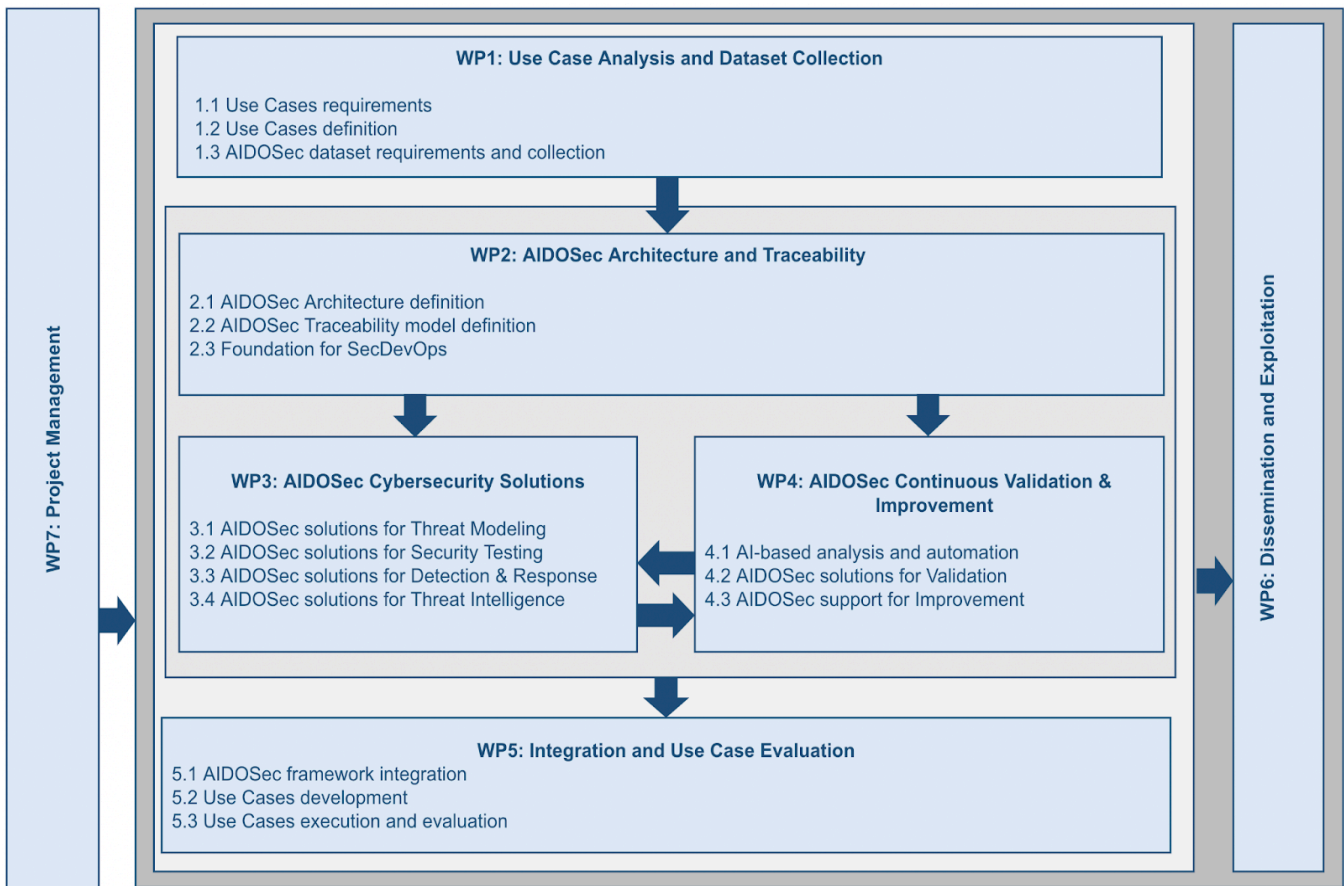 WP7: Project Management
WP1: Use Case Analysis and Dataset Collection
1.1 Use Cases requirements
1.2 Use Cases definition
1.3 AIDOSec dataset requirements and collection
WP2: AIDOSec Architecture and Traceability
2.1 AIDOSec Architecture definition
2.2 AIDOSec Traceability model definition
2.3 Foundation for SecDevOps
WP3: AIDOSec Cybersecurity Solutions
3.1 AIDOSec solutions for Threat Modeling
3.2 AIDOSec solutions for Security Testing
3.3 AIDOSec solutions for Detection & Response
3.4 AIDOSec solutions for Threat Intelligence
WP4: AIDOSec Continuous Validation &
Improvement
4.1 AI-based analysis and automation
4.2 AIDOSec solutions for Validation
4.3 AIDOSec support for Improvement
WP5: Integration and Use Case Evaluation
5.1 AIDOSec framework integration
5.2 Use Cases development
5.3 Use Cases execution and evaluation
WP6: Dissemination and Exploitation